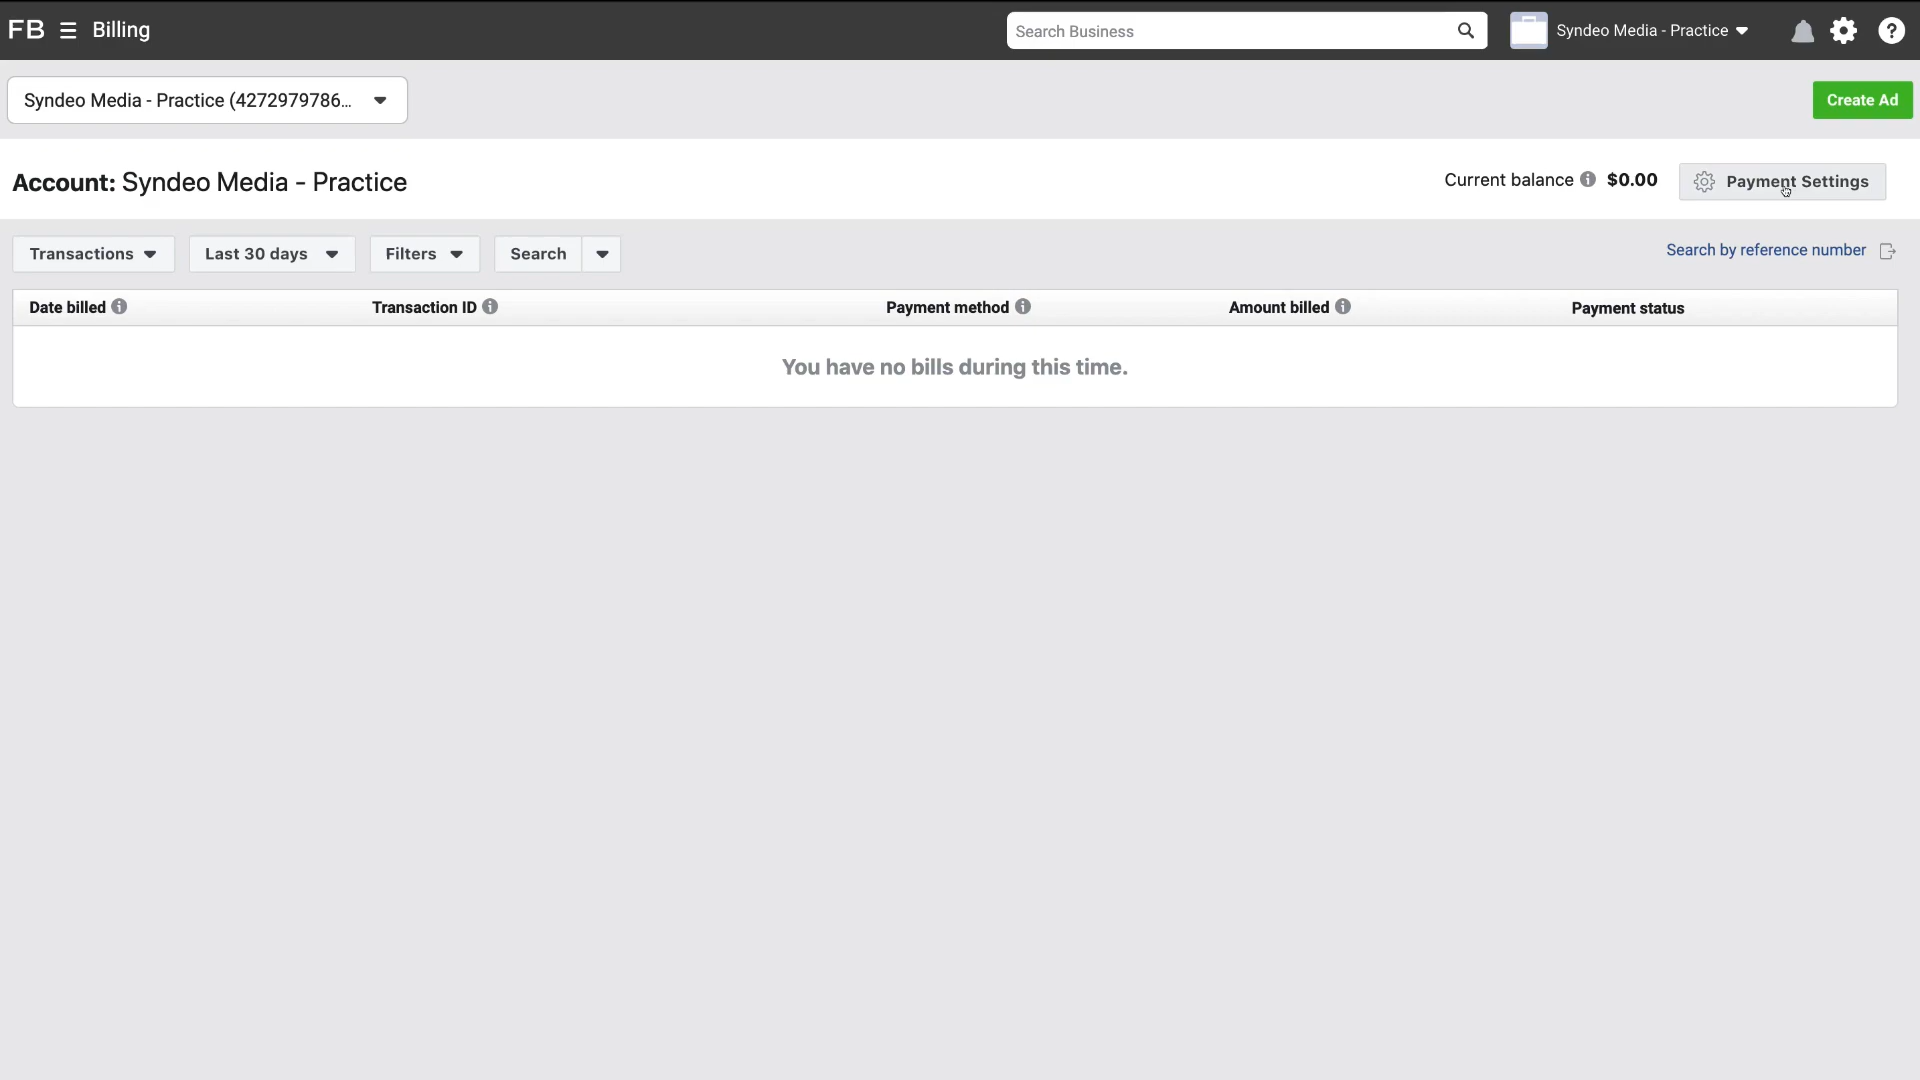 FB Billing
Search Business
Syndeo Media - Practice
Syndeo Media - Practice (4272979786...
Create Ad
Account: Syndeo Media - Practice
Current balance $0.00
Payment Settings
Transactions
Last 30 days
Filters
Search
Search by reference number
Date billed
Transaction ID
Payment method
Amount billed
Payment status
You have no bills during this time.